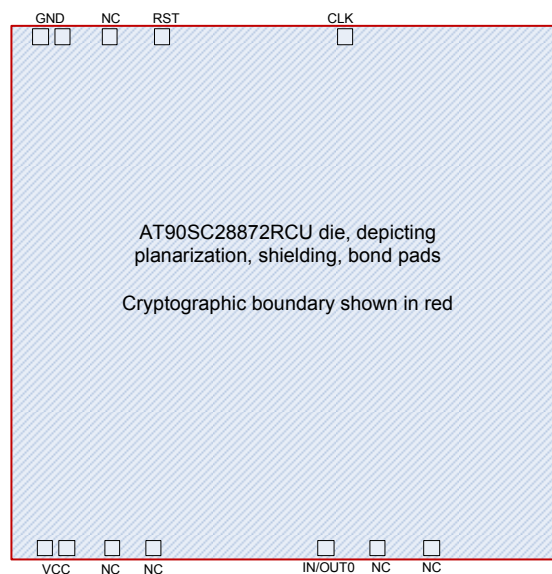 GND NC RST CLK
AT90SC28872RCU die, depicting
planarization, shielding, bond pads
Cryptographic boundary shown in red
VCC NC NC IN/OUT0 NC NC